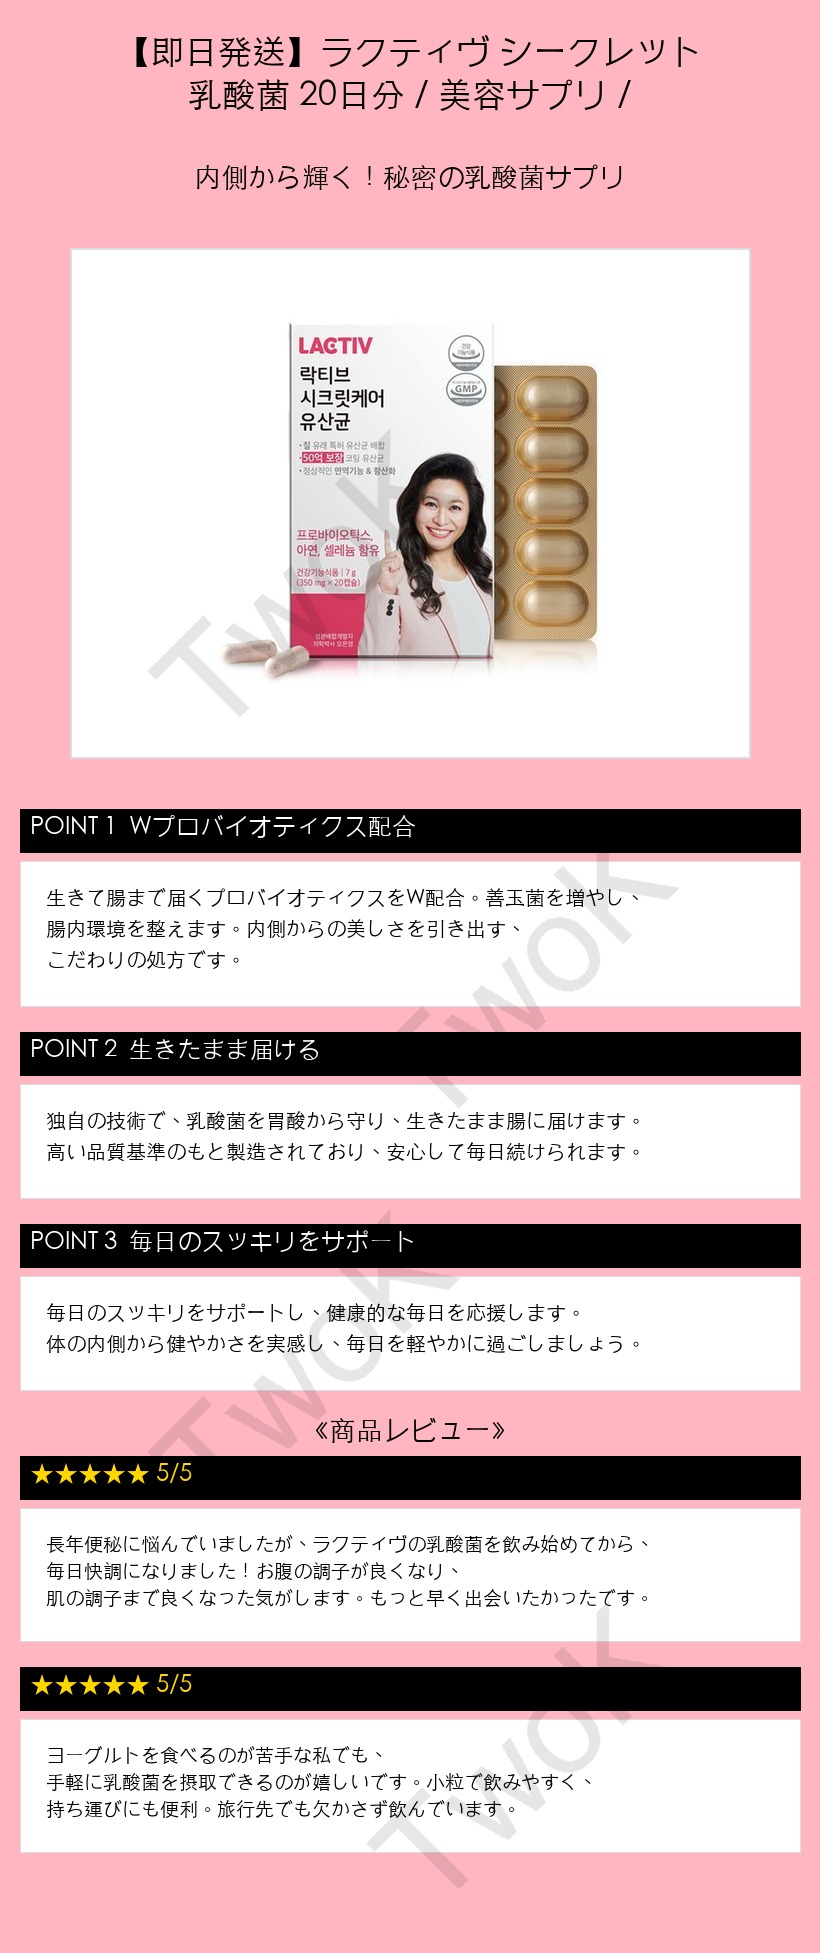 【即日発送】ラクティヴ シークレット
乳酸菌 20日分 / 美容サプリ /
内側から輝く！秘密の乳酸菌サプリ
LACTIV
락티브
시크릿케어
유산균
•질 유래 특허 유산균 배합
•50억 보장 코팅 유산균
•정상적인 면역기능 & 항산화
건강
기능식품
GMP
프로바이오틱스,
아연, 셀레늄 함유
건강기능식품 | 7 g
(350 mg × 20캡슐)
성분배합개발자
의학박사 오은영
TwoK
POINT 1 Wプロバイオティクス配合
生きて腸まで届くプロバイオティクスをW配合。善玉菌を増やし、
腸内環境を整えます。内側からの美しさを引き出す、
こだわりの処方です。
TwoK
POINT 2 生きたまま届ける
独自の技術で、乳酸菌を胃酸から守り、生きたまま腸に届けます。
高い品質基準のもと製造されており、安心して毎日続けられます。
POINT 3 毎日のスッキリをサポート
毎日のスッキリをサポートし、健康的な毎日を応援します。
体の内側から健やかさを実感し、毎日を軽やかに過ごしましょう。
TwoK
《商品レビュー》
★★★★★ 5/5
長年便秘に悩んでいましたが、ラクティヴの乳酸菌を飲み始めてから、
毎日快調になりました！お腹の調子が良くなり、
肌の調子まで良くなった気がします。もっと早く出会いたかったです。
★★★★★ 5/5
ヨーグルトを食べるのが苦手な私でも、
手軽に乳酸菌を摂取できるのが嬉しいです。小粒で飲みやすく、
持ち運びにも便利。旅行先でも欠かさず飲んでいます。
TwoK